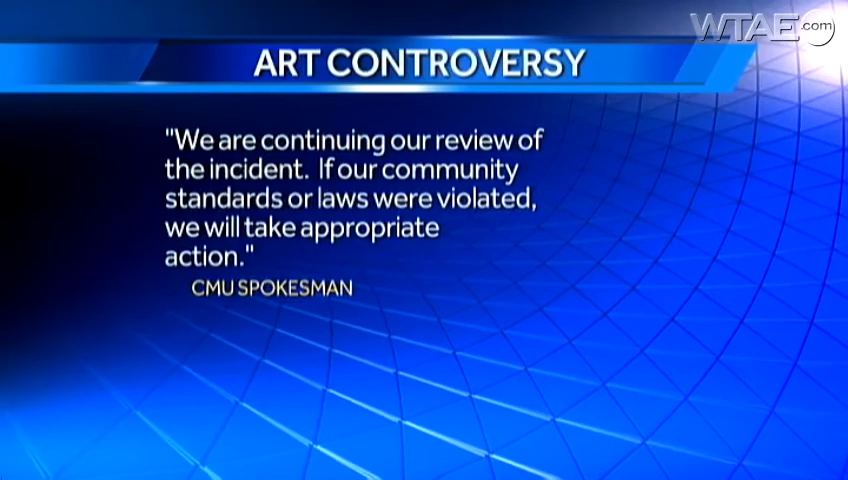 WTAE.com
ART CONTROVERSY
"We are continuing our review of
the incident. If our community
standards or laws were violated,
we will take appropriate
action."
CMU SPOKESMAN